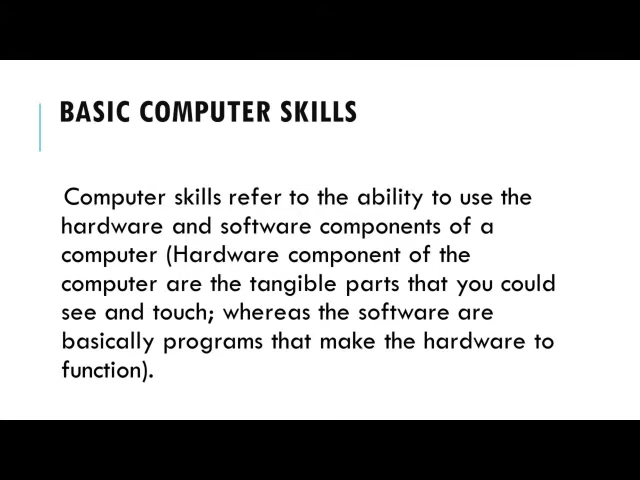 BASIC COMPUTER SKILLS
Computer skills refer to the ability to use the
hardware and software components of a
computer (Hardware component of the
computer are the tangible parts that you could
see and touch; whereas the software are
basically programs that make the hardware to
function).